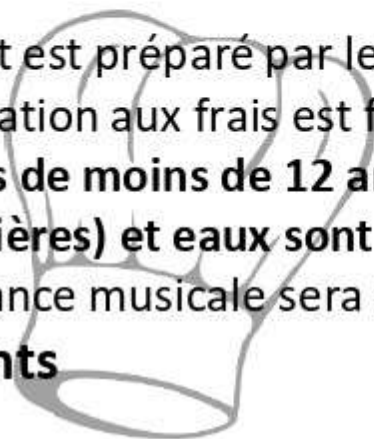 t est préparé par le
ation aux frais est f
s de moins de 12 a
ières) et eaux sont
ance musicale sera
nts